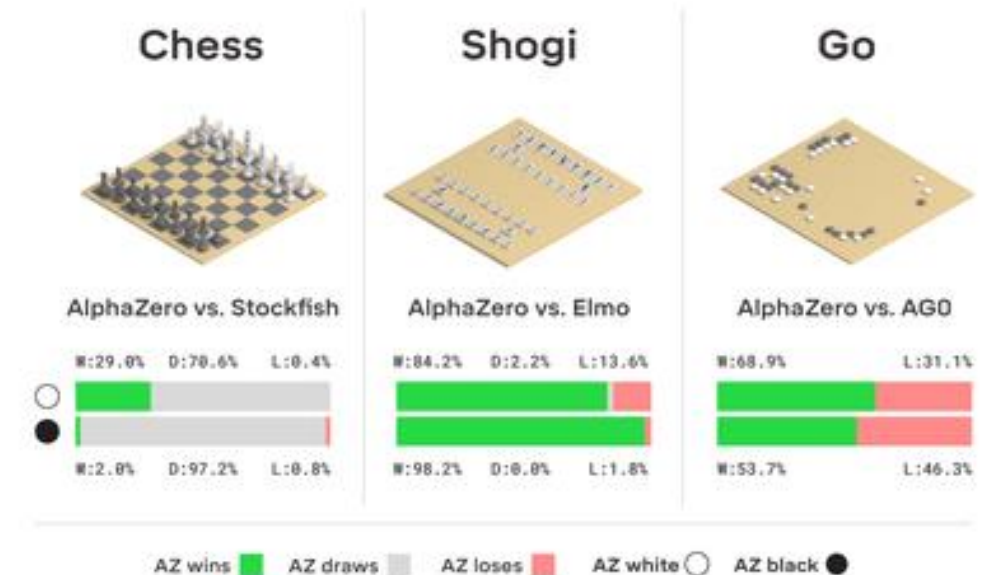 Chess Shogi Go
AlphaZero vs. Stockfish AlphaZero vs. Elmo AlphaZero vs. AG0
W:29.0% D:70.6% L:0.4% W:84.2% D:2.2% L:13.6% W:68.9% L:31.1%
W:2.0% D:97.2% L:0.8% W:98.2% D:0.0% L:1.8% W:53.7% L:46.3%
AZ wins AZ draws AZ loses AZ white AZ black